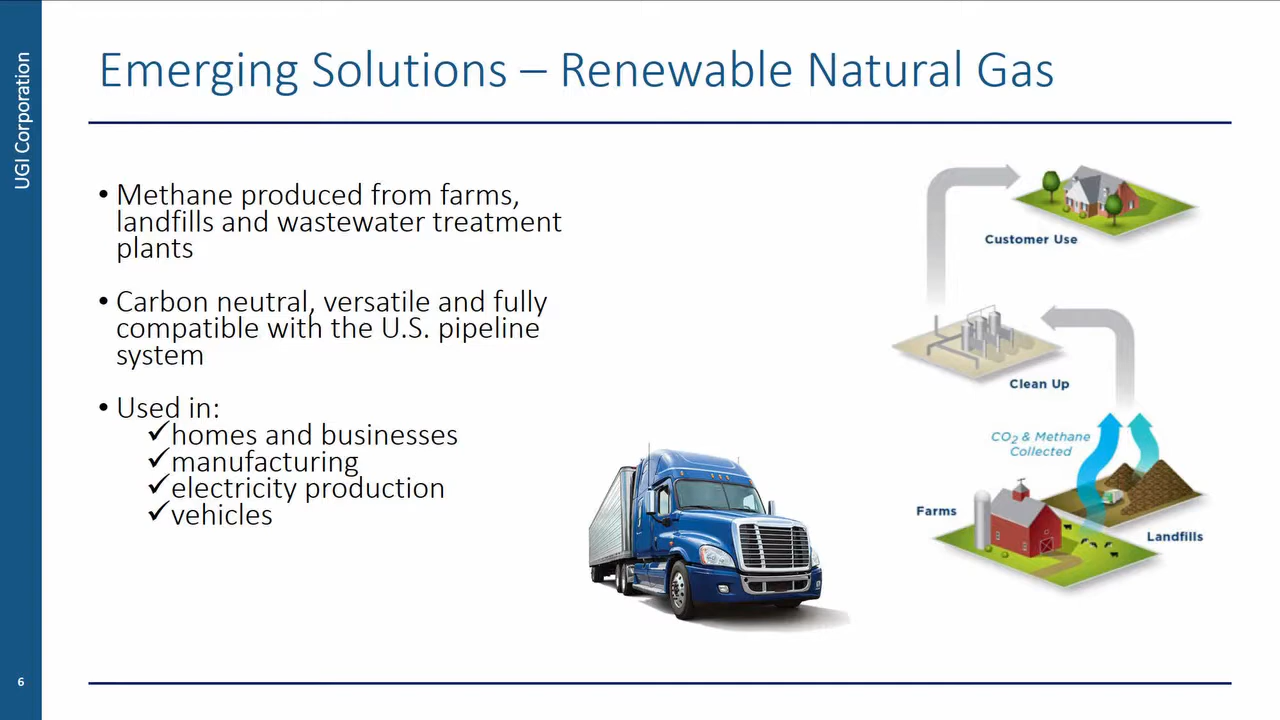 UGI Corporation
Emerging Solutions – Renewable Natural Gas
• Methane produced from farms,
landfills and wastewater treatment
plants
• Carbon neutral, versatile and fully
compatible with the U.S. pipeline
system
• Used in:
✓homes and businesses
✓manufacturing
✓electricity production
✓vehicles
Customer Use
Clean Up
CO₂ & Methane
Collected
Farms
Landfills
6